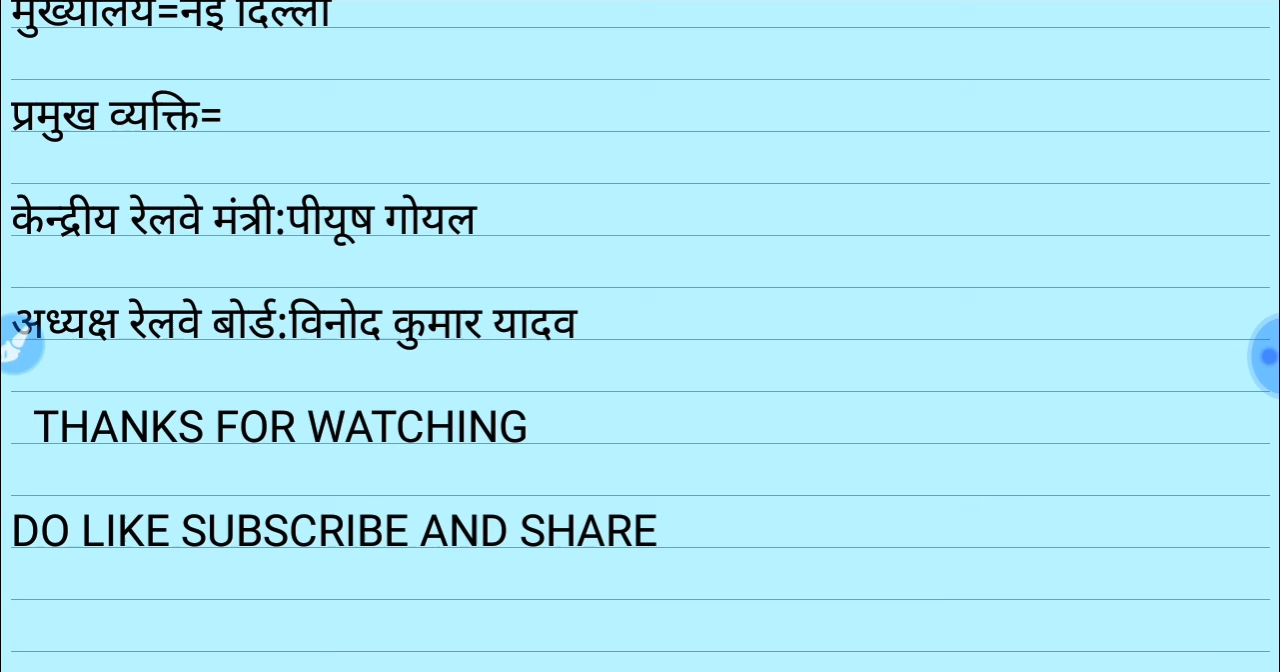 मुख्यालय=नई दिल्ली
प्रमुख व्यक्ति=
केन्द्रीय रेलवे मंत्री:पीयूष गोयल
अध्यक्ष रेलवे बोर्ड:विनोद कुमार यादव
THANKS FOR WATCHING
DO LIKE SUBSCRIBE AND SHARE